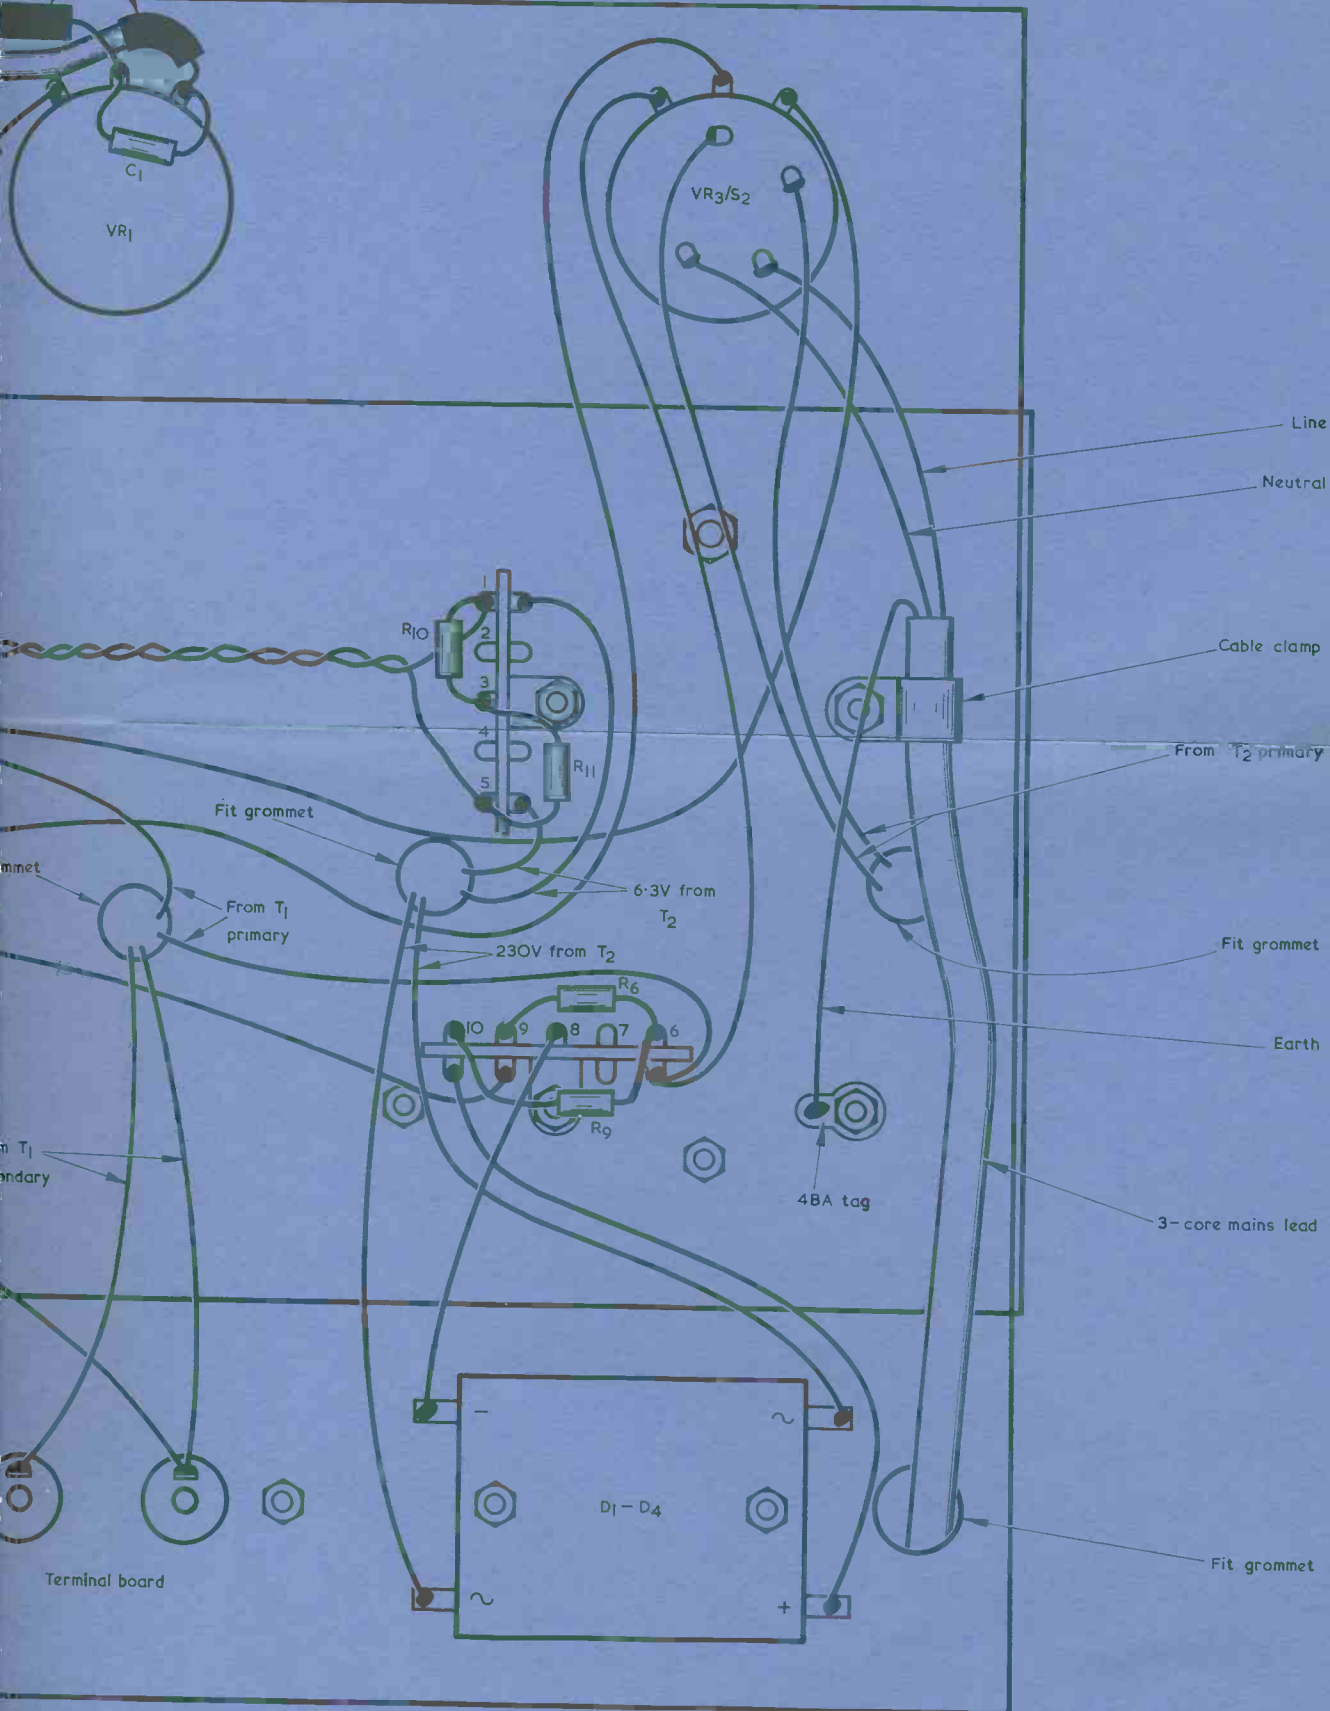 C1
VR1
VR3/S2
Line
Neutral
Cable clamp
From T2 primary
R10
1
2
3
4
5
R11
Fit grommet
mmet
From T1
primary
6·3V from
T2
230V from T2
Fit grommet
R6
10
9
8
7
6
R9
Earth
T1
ndary
4BA tag
3-core mains lead
−
~
D1 − D4
~
+
Terminal board
Fit grommet